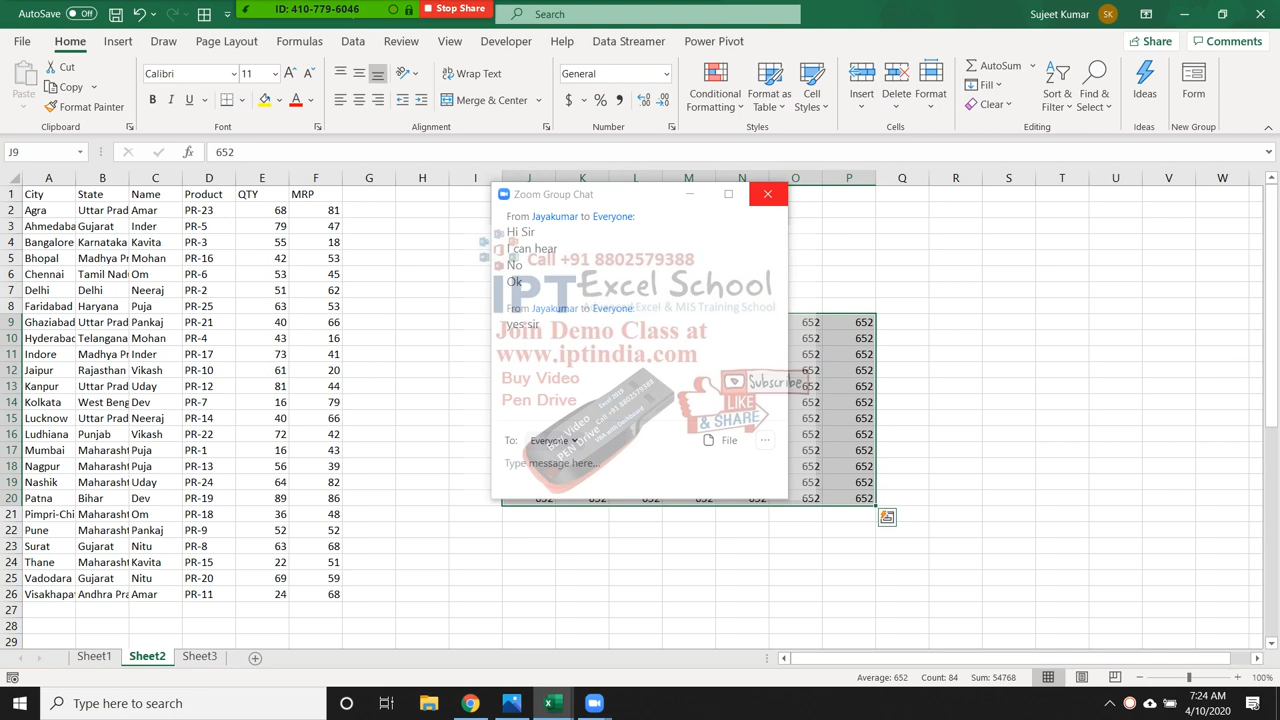 AutoSave Off
ID: 410-779-6046
Stop Share
Search
Sujeet Kumar
SK
File Home Insert Draw Page Layout Formulas Data Review View Developer Help Data Streamer Power Pivot
Share
Comments
Paste
Cut
Copy
Format Painter
Clipboard
Calibri
11
B I U
Font
Wrap Text
Merge & Center
Alignment
General
$ % ,
Number
Conditional Formatting
Format as Table
Cell Styles
Styles
Insert
Delete
Format
Cells
AutoSum
Fill
Clear
Sort & Filter
Find & Select
Editing
Ideas
Ideas
Form
New Group
J9
fx
652
A B C D E F G H I J K L M N O P Q R S T U V W
1 City State Name Product QTY MRP
2 Agra Uttar Prad Amar PR-23 68 81
3 Ahmedaba Gujarat Inder PR-5 79 47
4 Bangalore Karnataka Kavita PR-3 55 18
5 Bhopal Madhya Pr Mohan PR-16 42 53
6 Chennai Tamil Nadu Om PR-6 53 45
7 Delhi Delhi Neeraj PR-2 51 62
8 Faridabad Haryana Puja PR-25 63 53
9 Ghaziabad Uttar Prad Pankaj PR-21 40 66 652 652
10 Hyderabad Telangana Mohan PR-4 43 16 652 652
11 Indore Madhya Pr Inder PR-17 73 41 652 652
12 Jaipur Rajasthan Vikash PR-10 61 20 652 652
13 Kanpur Uttar Prad Uday PR-12 81 44 652 652
14 Kolkata West Beng Dev PR-7 16 79 652 652
15 Lucknow Uttar Prad Neeraj PR-14 40 66 652 652
16 Ludhiana Punjab Vikash PR-22 72 42 652 652
17 Mumbai Maharasht Puja PR-1 16 43 652 652
18 Nagpur Maharasht Puja PR-13 56 39 652 652
19 Nashik Maharasht Uday PR-24 64 82 652 652
20 Patna Bihar Dev PR-19 89 86 652 652 652 652 652 652 652
21 Pimpri-Chi Maharasht Om PR-18 36 48
22 Pune Maharasht Pankaj PR-9 52 52
23 Surat Gujarat Nitu PR-8 63 68
24 Thane Maharasht Kavita PR-15 22 51
25 Vadodara Gujarat Nitu PR-20 69 59
26 Visakhapat Andhra Pra Amar PR-11 24 68
27
28
29
Zoom Group Chat
From Jayakumar to Everyone:
Hi Sir
I can hear
No
Ok
From Jayakumar to Everyone:
yes sir
To: Everyone
File
Type message here...
Call +91 8802579388
IPT Excel School
Advanced Excel & MIS Training School
Join Demo Class at
www.iptindia.com
Buy Video
Pen Drive
Subscribe
LIKE
& SHARE
Sheet1 Sheet2 Sheet3
Average: 652 Count: 84 Sum: 54768
100%
Type here to search
7:24 AM
4/10/2020